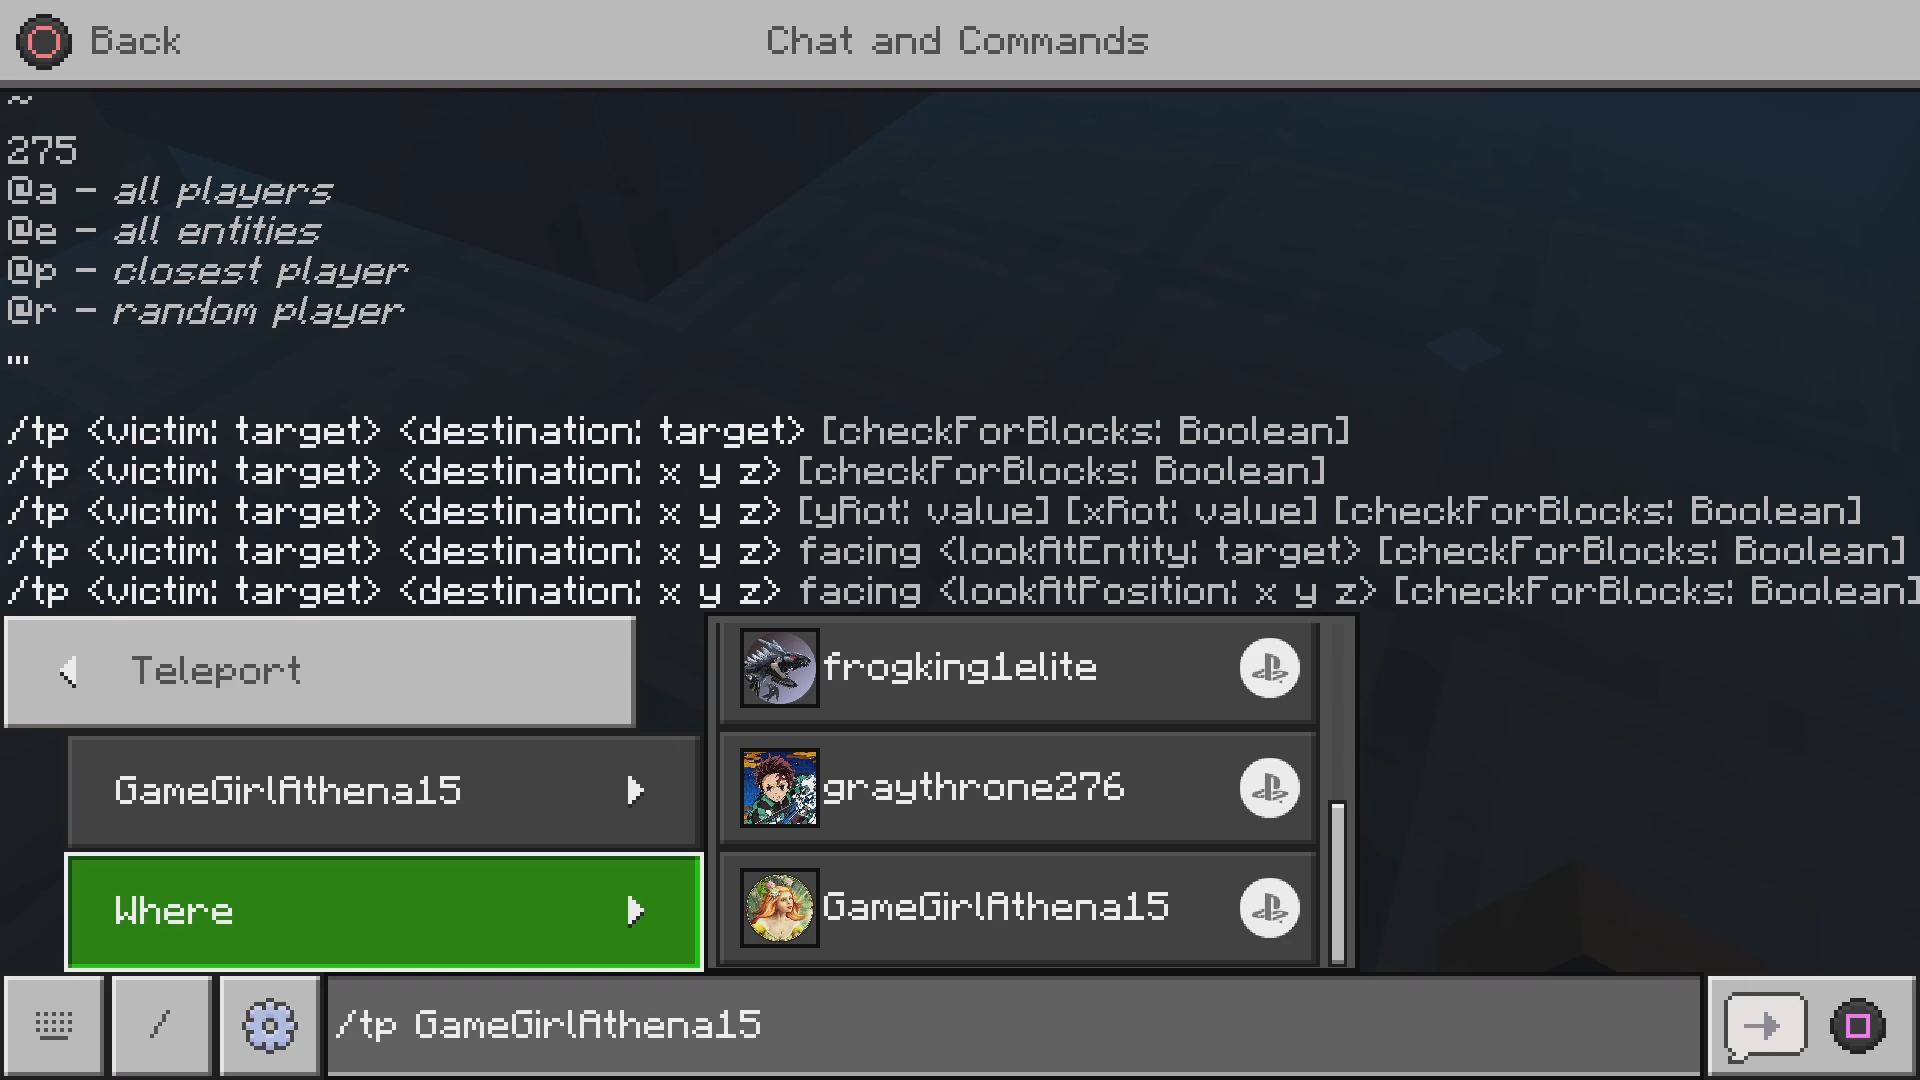 Back
Chat and Commands
~
275
@a - all players
@e - all entities
@p - closest player
@r - random player
...
/tp <victim: target> <destination: target> [checkForBlocks: Boolean]
/tp <victim: target> <destination: x y z> [checkForBlocks: Boolean]
/tp <victim: target> <destination: x y z> [yRot: value] [xRot: value] [checkForBlocks: Boolean]
/tp <victim: target> <destination: x y z> facing <lookAtEntity: target> [checkForBlocks: Boolean]
/tp <victim: target> <destination: x y z> facing <lookAtPosition: x y z> [checkForBlocks: Boolean]
Teleport
GameGirlAthena15
Where
frogking1elite
graythrone276
GameGirlAthena15
/
/tp GameGirlAthena15